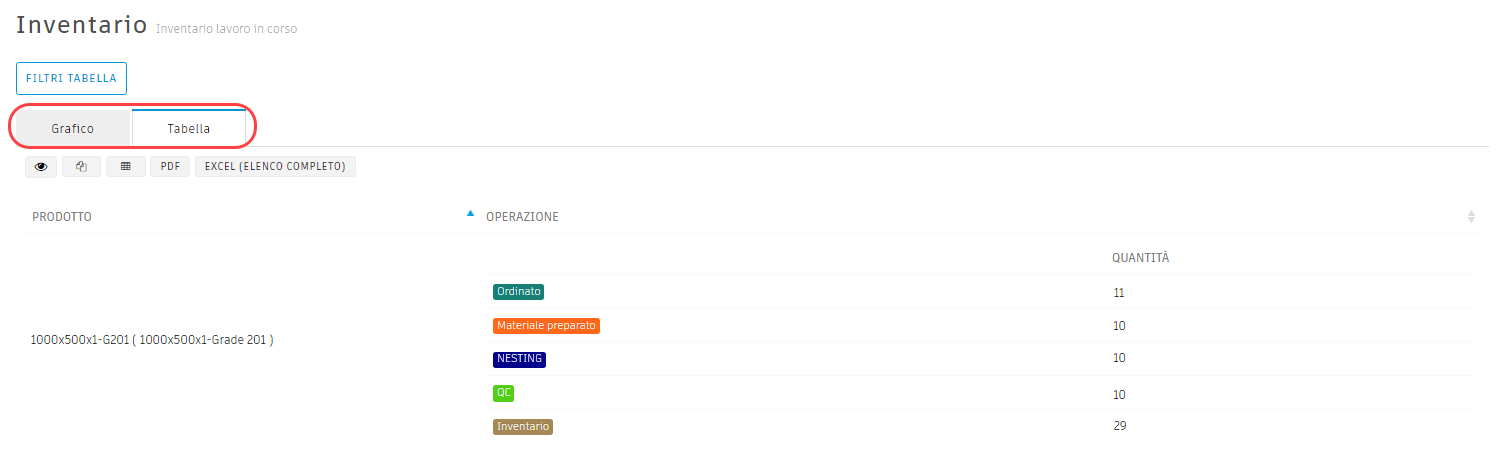 Inventario Inventario lavoro in corso
FILTRI TABELLA
Grafico Tabella
PDF EXCEL (ELENCO COMPLETO)
PRODOTTO OPERAZIONE
QUANTITÀ
Ordinato 11
Materiale preparato 10
1000x500x1-G201 ( 1000x500x1-Grade 201 )
NESTING 10
QC 10
Inventario 29